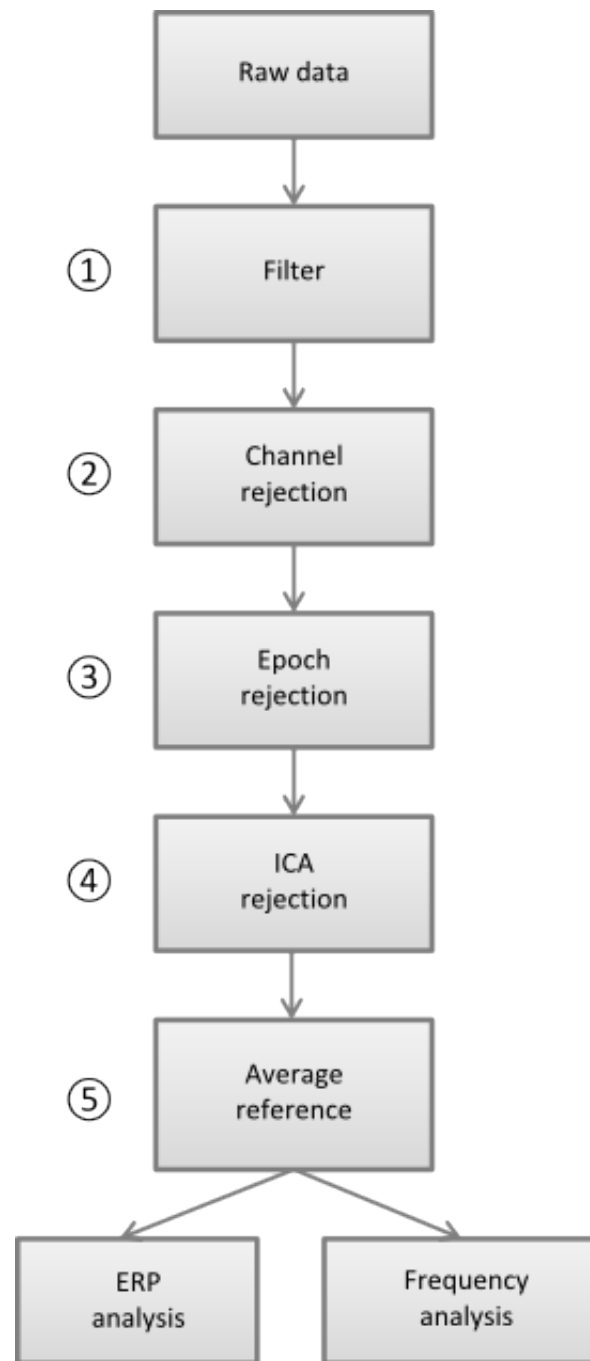 Raw data
①
Filter
②
Channel
rejection
③
Epoch
rejection
④
ICA
rejection
⑤
Average
reference
ERP
analysis
Frequency
analysis